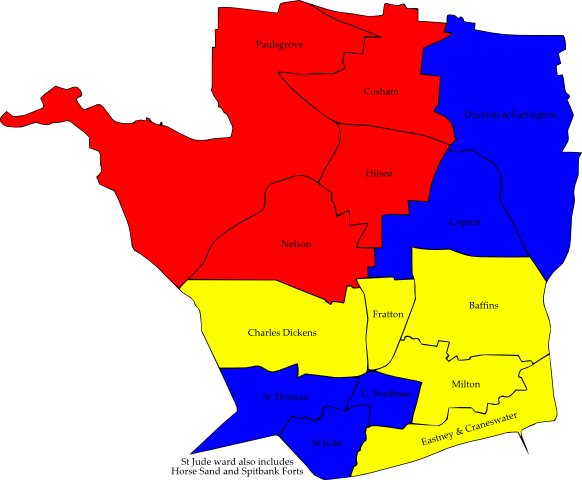 Paulsgrove
Cosham
Drayton & Farlington
Hilsea
Copnor
Nelson
Baffins
Fratton
Charles Dickens
Milton
St Thomas
C. Southsea
Eastney & Craneswater
St Jude
St Jude ward also includes
Horse Sand and Spitbank Forts